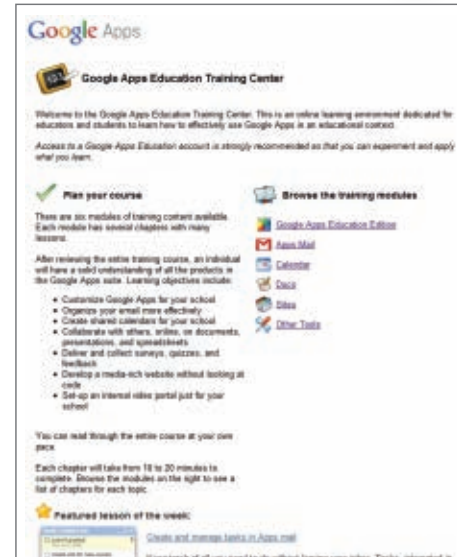 Google Apps
Google Apps Education Training Center
Welcome to the Google Apps Education Training Center. This is an online learning environment dedicated for
educators and students to learn how to effectively use Google Apps in an educational context.
Access to a Google Apps Education account is strongly recommended so that you can experiment and apply
what you learn.
Plan your course
There are six modules of training content available.
Each module has several chapters with many
lessons.
After reviewing the entire training course, an individual
will have a solid understanding of all the products in
the Google Apps suite. Learning objectives include:
Customize Google Apps for your school
Organize your email more effectively
Create shared calendars for your school
Collaborate with others, online, on documents,
presentations, and spreadsheets
Deliver and collect surveys, quizzes, and
feedback
Develop a media-rich website without looking at
code
Set-up an internal video portal just for your
school
You can read through the entire course at your own
pace.
Each chapter will take from 10 to 20 minutes to
complete. Browse the modules on the right to see a
list of chapters for each topic.
Browse the training modules
Google Apps Education Edition
Apps Mail
Calendar
Docs
Sites
Other Tools
Featured lesson of the week:
Create and manage tasks in Apps mail